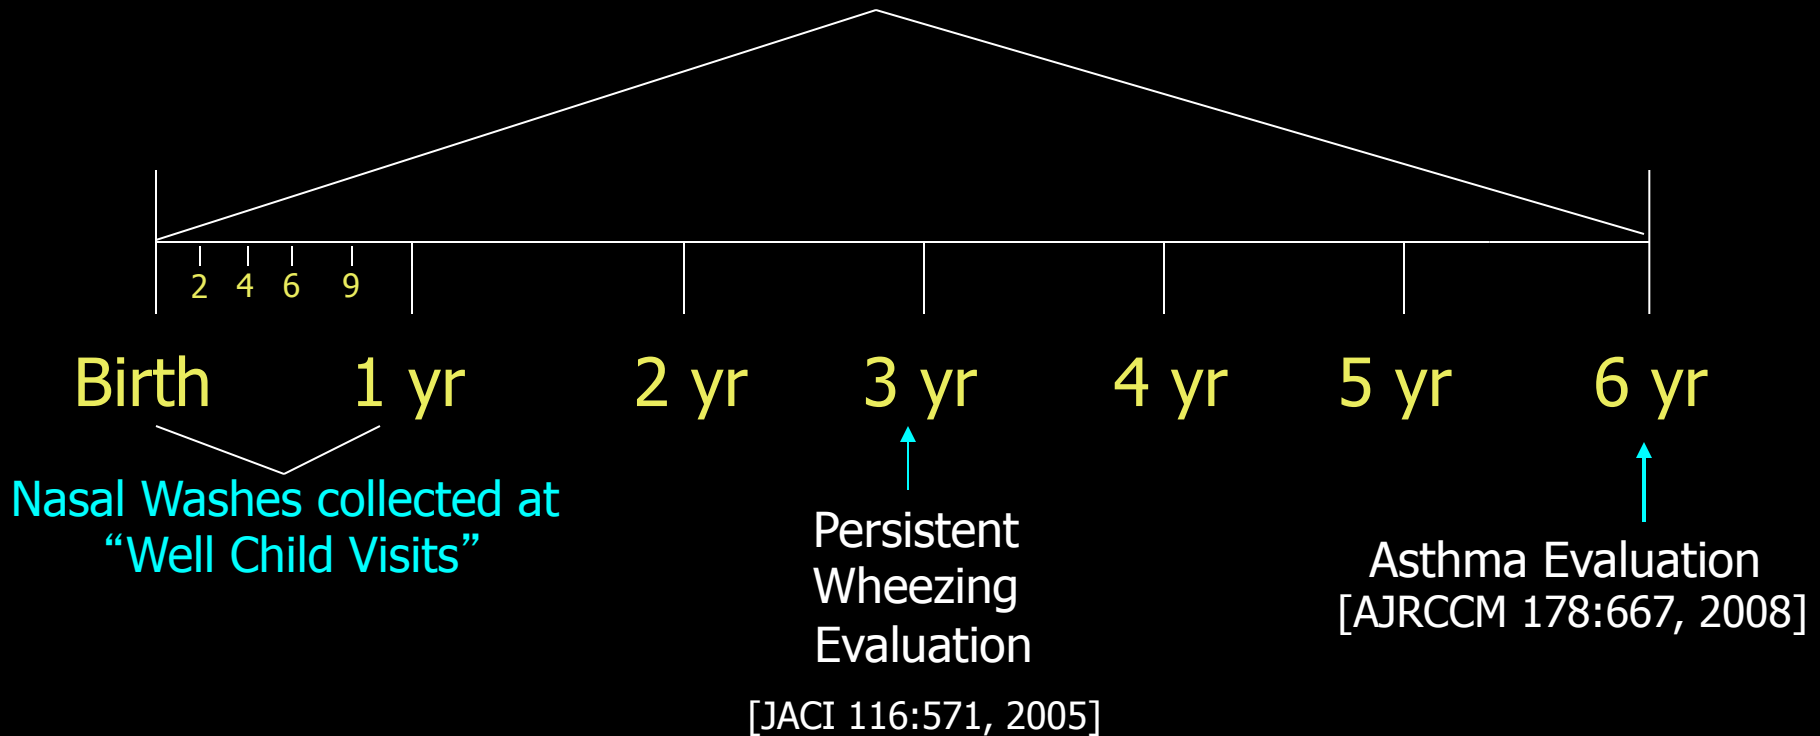 2 4 6 9
Birth 1 yr 2 yr 3 yr 4 yr 5 yr 6 yr
Nasal Washes collected at
“Well Child Visits”
Persistent
Wheezing
Evaluation
[JACI 116:571, 2005]
Asthma Evaluation
[AJRCCM 178:667, 2008]